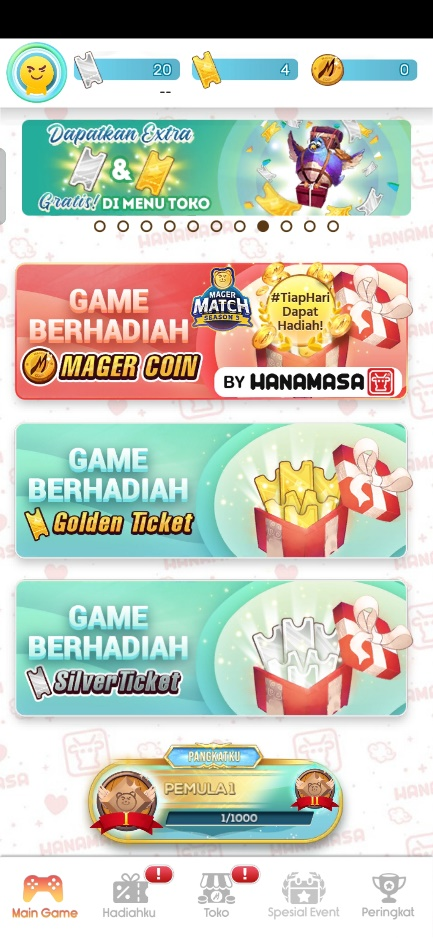 20
4
0
--
Dapatkan Extra
&
Gratis! DI MENU TOKO
GAME
BERHADIAH
MAGER COIN
MAGER
MATCH
SEASON 3
#TiapHari
Dapat
Hadiah!
BY HANAMASA
GAME
BERHADIAH
Golden Ticket
GAME
BERHADIAH
Silver Ticket
PANGKATKU
PEMULA 1
II
1/1000
!
!
Main Game
Hadiahku
Toko
Spesial Event
Peringkat